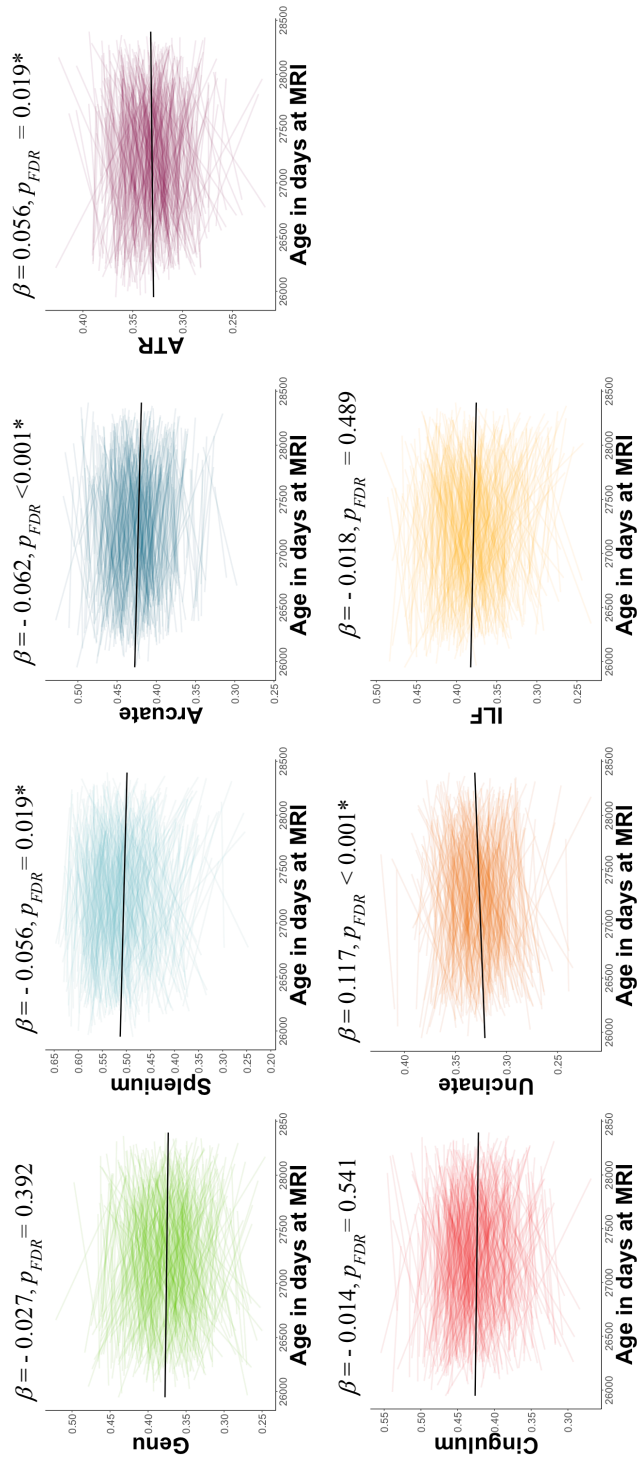 β = - 0.027, p_FDR = 0.392
Genu
0.50
0.45
0.40
0.35
0.30
0.25
26000 26500 27000 27500 28000 2850
Age in days at MRI
β = - 0.056, p_FDR = 0.019*
Splenium
0.65
0.60
0.55
0.50
0.45
0.40
0.35
0.30
0.25
0.20
26000 26500 27000 27500 28000 28500
Age in days at MRI
β = - 0.062, p_FDR <0.001*
Arcuate
0.50
0.45
0.40
0.35
0.30
0.25
26000 26500 27000 27500 28000 28500
Age in days at MRI
β = 0.056, p_FDR = 0.019*
ATR
0.40
0.35
0.30
0.25
26000 26500 27000 27500 28000 28500
Age in days at MRI
β = - 0.014, p_FDR = 0.541
Cingulum
0.55
0.50
0.45
0.40
0.35
0.30
26000 26500 27000 27500 28000 2850
Age in days at MRI
β = 0.117, p_FDR < 0.001*
Uncinate
0.40
0.35
0.30
0.25
26000 26500 27000 27500 28000 28500
Age in days at MRI
β = - 0.018, p_FDR = 0.489
ILF
0.50
0.45
0.40
0.35
0.30
0.25
26000 26500 27000 27500 28000 28500
Age in days at MRI